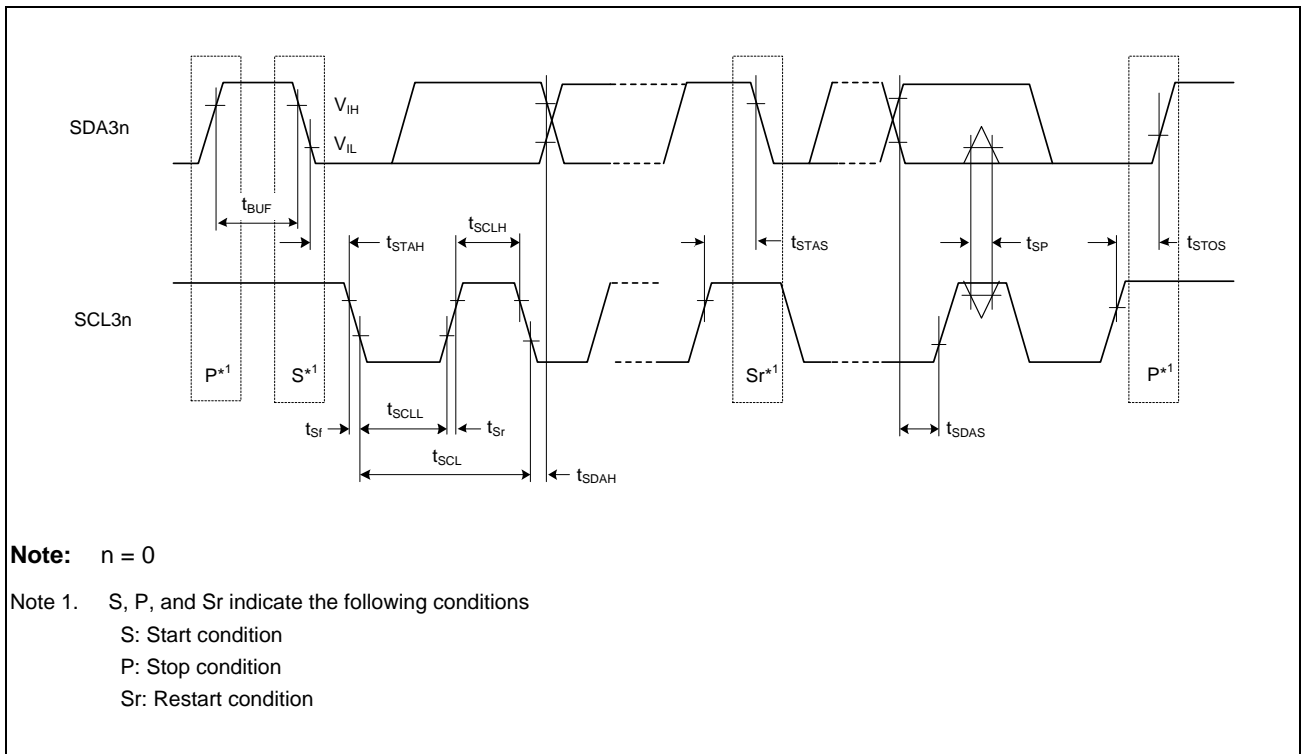 SDA3n
V_IH
V_IL
t_BUF
t_STAH
t_SCLH
t_STAS
t_SP
t_STOS
SCL3n
P*1
S*1
Sr*1
P*1
t_Sf
t_SCLL
t_Sr
t_SDAS
t_SCL
t_SDAH
Note: n = 0
Note 1. S, P, and Sr indicate the following conditions
S: Start condition
P: Stop condition
Sr: Restart condition